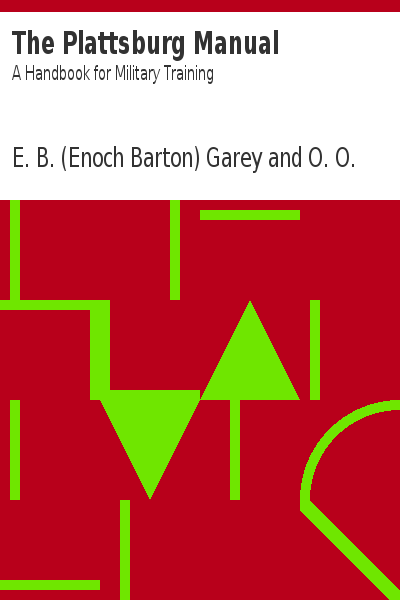 The Plattsburg Manual
A Handbook for Military Training
E. B. (Enoch Barton) Garey and O. O.